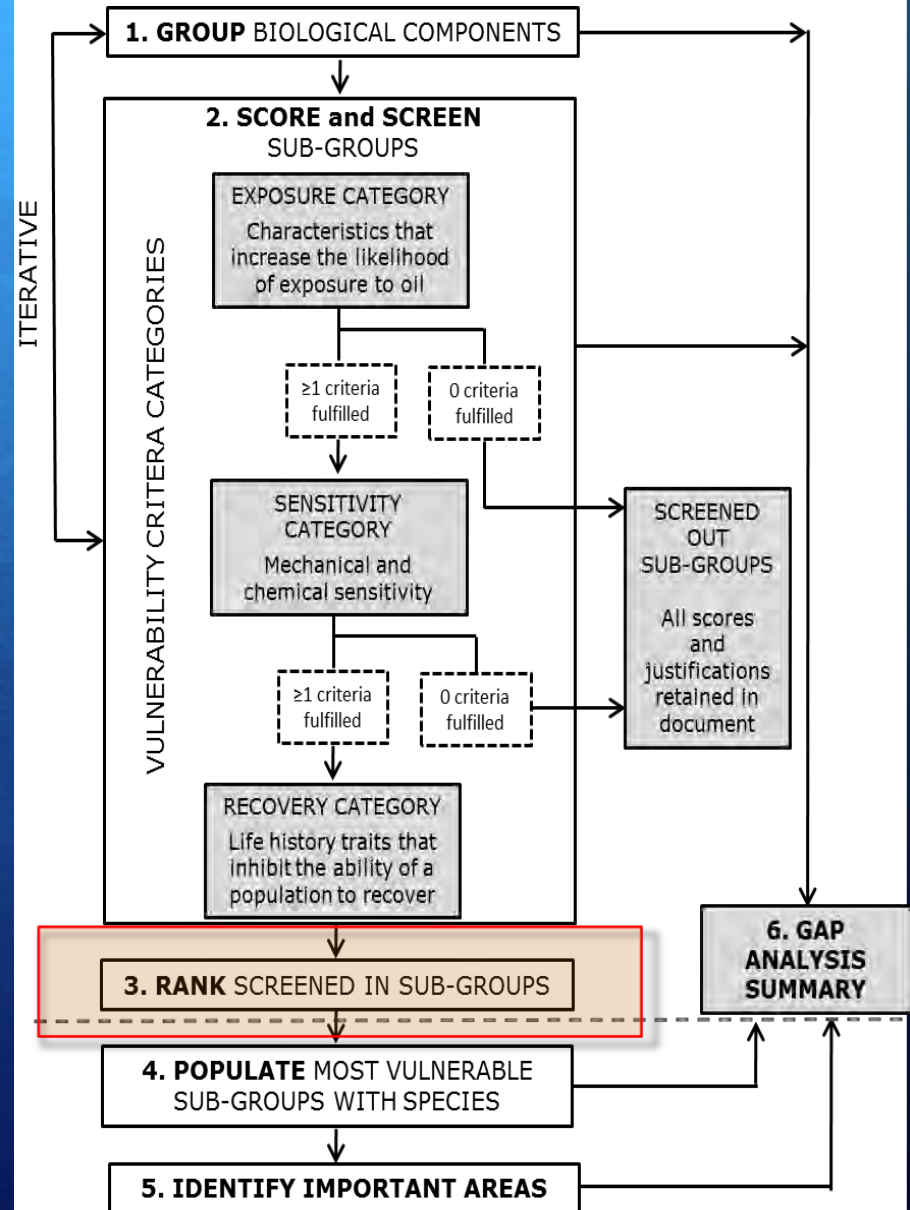 1. GROUP BIOLOGICAL COMPONENTS
ITERATIVE
2. SCORE and SCREEN
SUB-GROUPS
VULNERABILITY CRITERA CATEGORIES
EXPOSURE CATEGORY
Characteristics that
increase the likelihood
of exposure to oil
≥1 criteria
fulfilled
0 criteria
fulfilled
SENSITIVITY
CATEGORY
Mechanical and
chemical sensitivity
SCREENED
OUT
SUB-GROUPS
All scores
and
justifications
retained in
document
≥1 criteria
fulfilled
0 criteria
fulfilled
RECOVERY CATEGORY
Life history traits that
inhibit the ability of a
population to recover
3. RANK SCREENED IN SUB-GROUPS
6. GAP
ANALYSIS
SUMMARY
4. POPULATE MOST VULNERABLE
SUB-GROUPS WITH SPECIES
5. IDENTIFY IMPORTANT AREAS